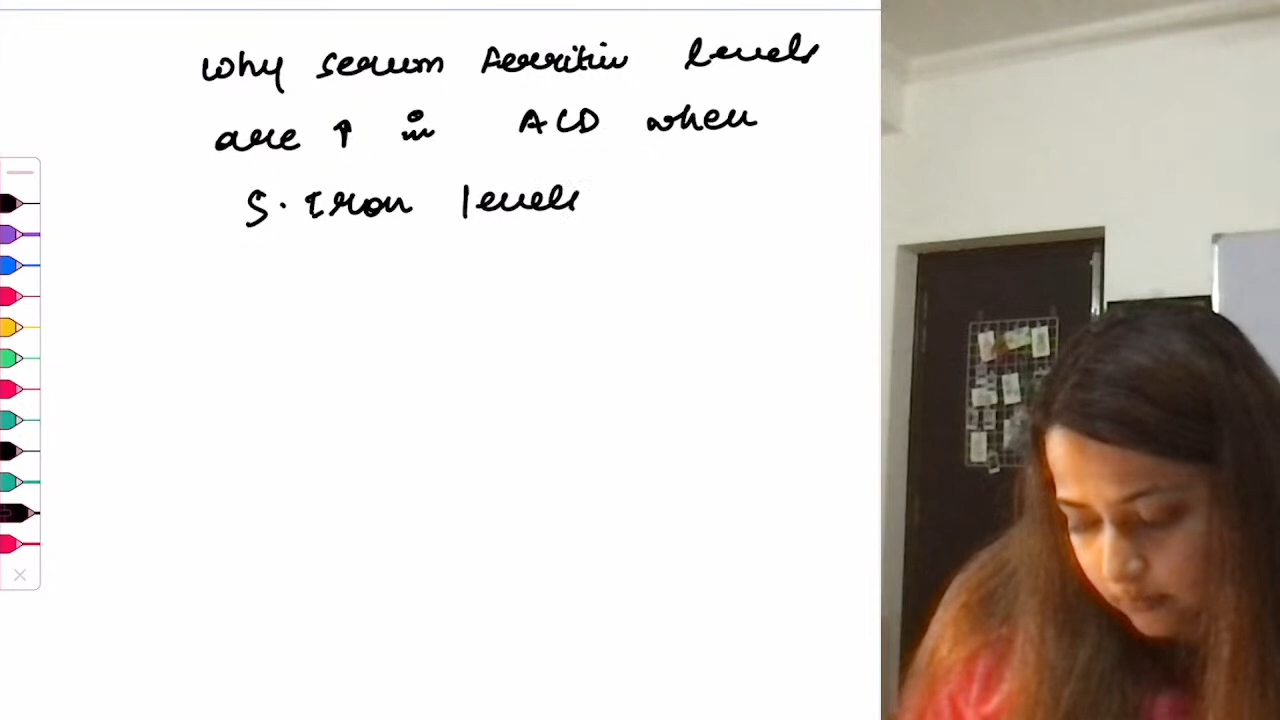 Why serum ferritin levels
are ↑ in ACD when
S. Iron levels